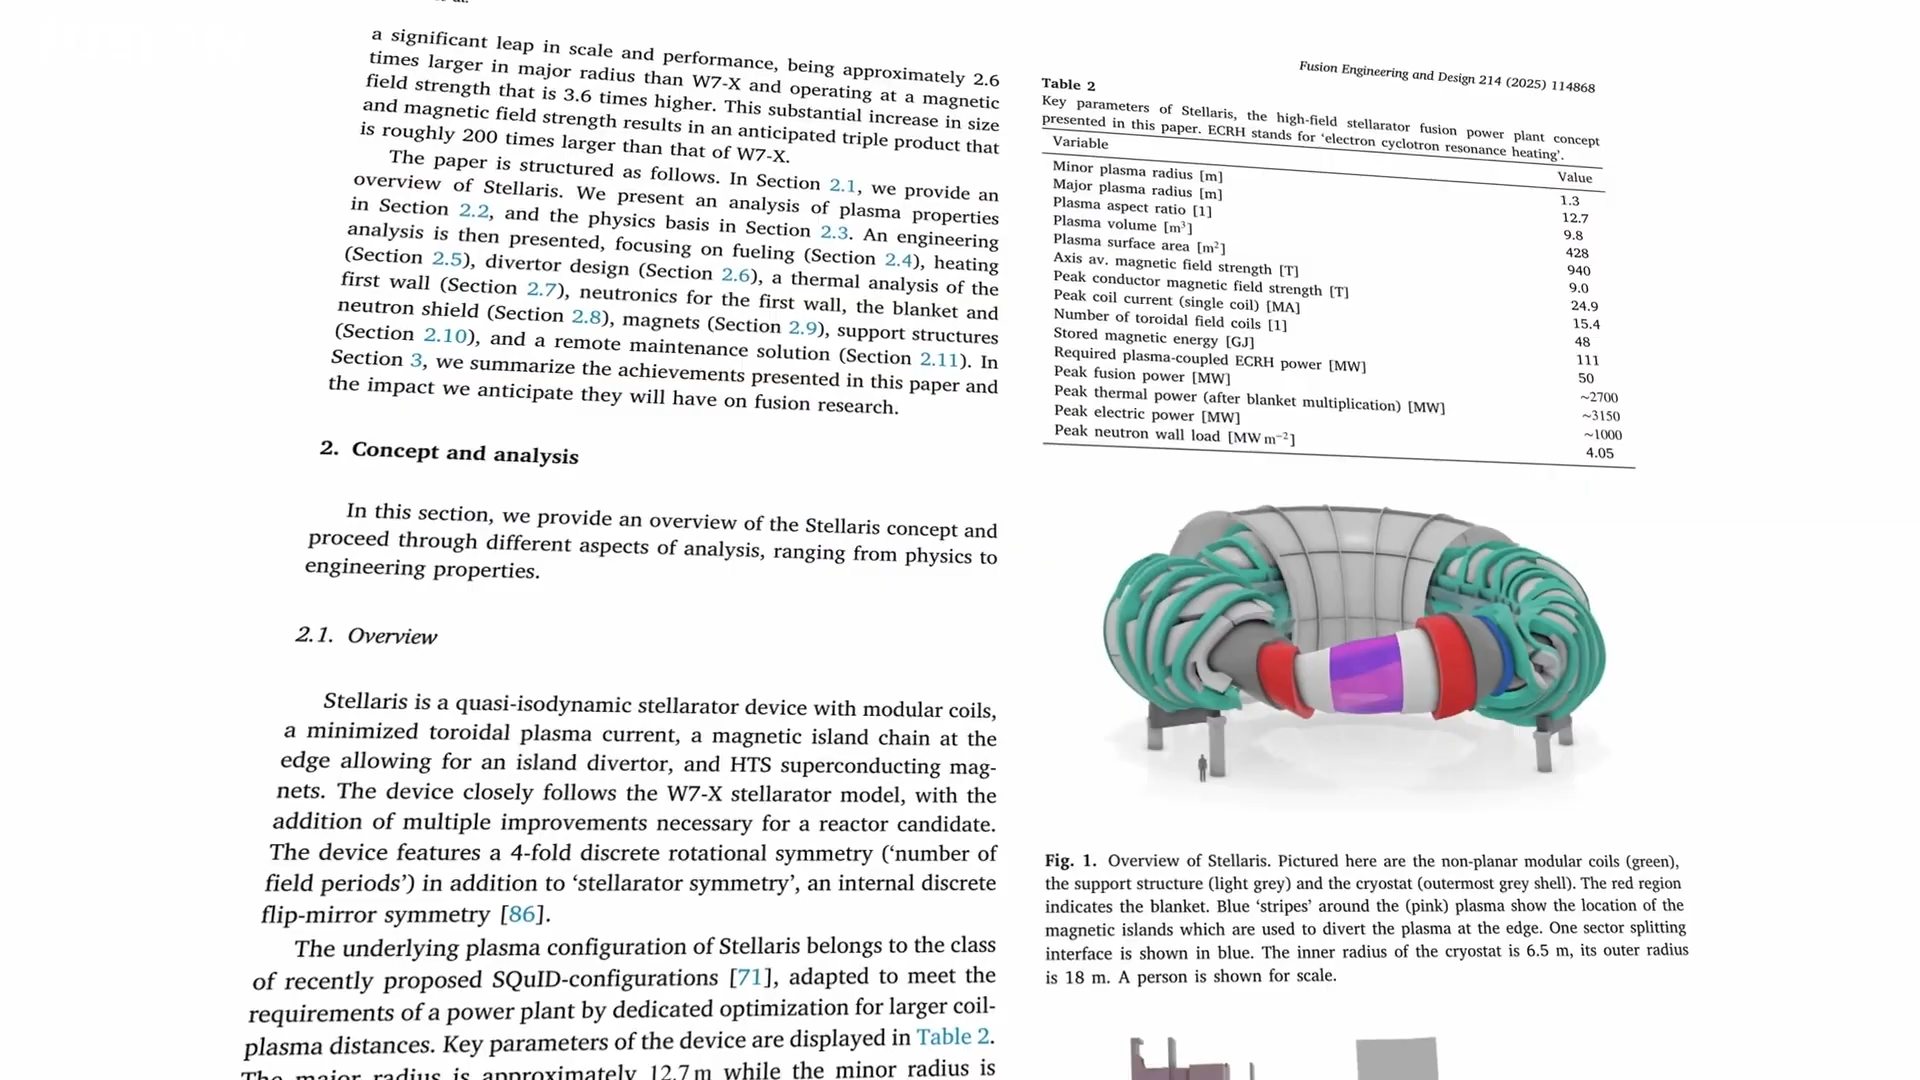 a significant leap in scale and performance, being approximately 2.6
times larger in major radius than W7-X and operating at a magnetic
field strength that is 3.6 times higher. This substantial increase in size
and magnetic field strength results in an anticipated triple product that
is roughly 200 times larger than that of W7-X.
The paper is structured as follows. In Section 2.1, we provide an
overview of Stellaris. We present an analysis of plasma properties
in Section 2.2, and the physics basis in Section 2.3. An engineering
analysis is then presented, focusing on fueling (Section 2.4), heating
(Section 2.5), divertor design (Section 2.6), a thermal analysis of the
first wall (Section 2.7), neutronics for the first wall, the blanket and
neutron shield (Section 2.8), magnets (Section 2.9), support structures
(Section 2.10), and a remote maintenance solution (Section 2.11). In
Section 3, we summarize the achievements presented in this paper and
the impact we anticipate they will have on fusion research.
2. Concept and analysis
In this section, we provide an overview of the Stellaris concept and
proceed through different aspects of analysis, ranging from physics to
engineering properties.
2.1. Overview
Stellaris is a quasi-isodynamic stellarator device with modular coils,
a minimized toroidal plasma current, a magnetic island chain at the
edge allowing for an island divertor, and HTS superconducting mag-
nets. The device closely follows the W7-X stellarator model, with the
addition of multiple improvements necessary for a reactor candidate.
The device features a 4-fold discrete rotational symmetry (‘number of
field periods’) in addition to ‘stellarator symmetry’, an internal discrete
flip-mirror symmetry [86].
The underlying plasma configuration of Stellaris belongs to the class
of recently proposed SQuID-configurations [71], adapted to meet the
requirements of a power plant by dedicated optimization for larger coil-
plasma distances. Key parameters of the device are displayed in Table 2.
The major radius is approximately 12.7 m while the minor radius is
Fusion Engineering and Design 214 (2025) 114868
Table 2
Key parameters of Stellaris, the high-field stellarator fusion power plant concept
presented in this paper. ECRH stands for ‘electron cyclotron resonance heating’.
Variable Value
Minor plasma radius [m] 1.3
Major plasma radius [m] 12.7
Plasma aspect ratio [1] 9.8
Plasma volume [m³] 428
Plasma surface area [m²] 940
Axis av. magnetic field strength [T] 9.0
Peak conductor magnetic field strength [T] 24.9
Peak coil current (single coil) [MA] 15.4
Number of toroidal field coils [1] 48
Stored magnetic energy [GJ] 111
Required plasma-coupled ECRH power [MW] 50
Peak fusion power [MW] ~2700
Peak thermal power (after blanket multiplication) [MW] ~3150
Peak electric power [MW] ~1000
Peak neutron wall load [MW m⁻²] 4.05
Fig. 1. Overview of Stellaris. Pictured here are the non-planar modular coils (green),
the support structure (light grey) and the cryostat (outermost grey shell). The red region
indicates the blanket. Blue ‘stripes’ around the (pink) plasma show the location of the
magnetic islands which are used to divert the plasma at the edge. One sector splitting
interface is shown in blue. The inner radius of the cryostat is 6.5 m, its outer radius
is 18 m. A person is shown for scale.